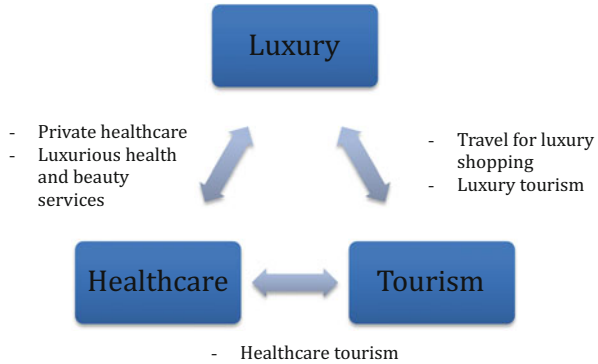 Luxury
- Private healthcare
- Luxurious health
and beauty
services
- Travel for luxury
shopping
- Luxury tourism
Healthcare
Tourism
- Healthcare tourism